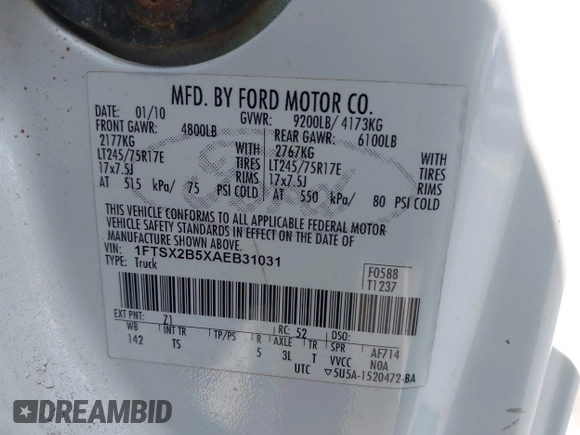 MFD. BY FORD MOTOR CO.
DATE: 01/10 GVWR: 9200LB/ 4173KG
FRONT GAWR: 4800LB REAR GAWR: 6100LB
2177KG WITH 2767KG WITH
LT245/75R17E TIRES LT245/75R17E TIRES
17x7.5J RIMS 17x7.5J RIMS
AT 515 kPa/ 75 PSI COLD AT 550 kPa/ 80 PSI COLD
THIS VEHICLE CONFORMS TO ALL APPLICABLE FEDERAL MOTOR
VEHICLE SAFETY STANDARDS IN EFFECT ON THE DATE OF
MANUFACTURE SHOWN ABOVE.
VIN: 1FTSX2B5XAEB31031
TYPE: Truck
F0588
T1237
EXT PNT: Z1 RC: 52 DSO:
WB INT TR TP/PS R AXLE TR SPR AF714
142 TS 5 3L T VVCC N0A
UTC ▽5U5A-1520472-BA
Ford
DREAMBID